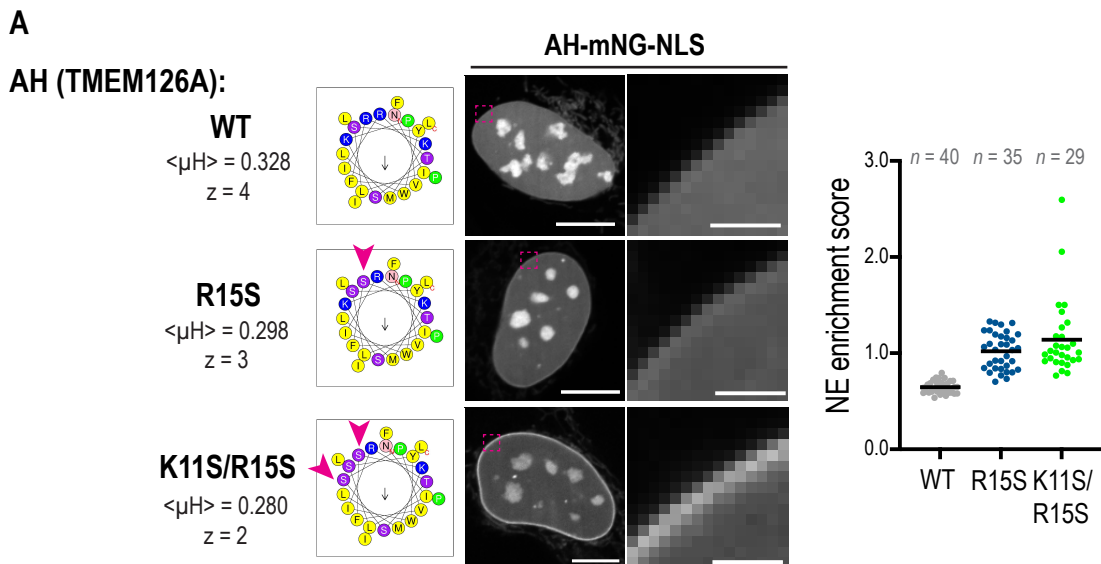 A
AH (TMEM126A):
AH-mNG-NLS
WT
<μH> = 0.328
z = 4
F
L R R N P L
S Y
K K
L T
I I P
F V
L S M W
I
R15S
<μH> = 0.298
z = 3
F
L S R N P L
S Y
K K
L T
I I P
F V
L S M W
I
K11S/R15S
<μH> = 0.280
z = 2
F
S R N P L
L S Y
S K
L T
I I P
F V
L S M W
I
n = 40 n = 35 n = 29
NE enrichment score
3.0
2.0
1.0
0.0
WT R15S K11S/
R15S